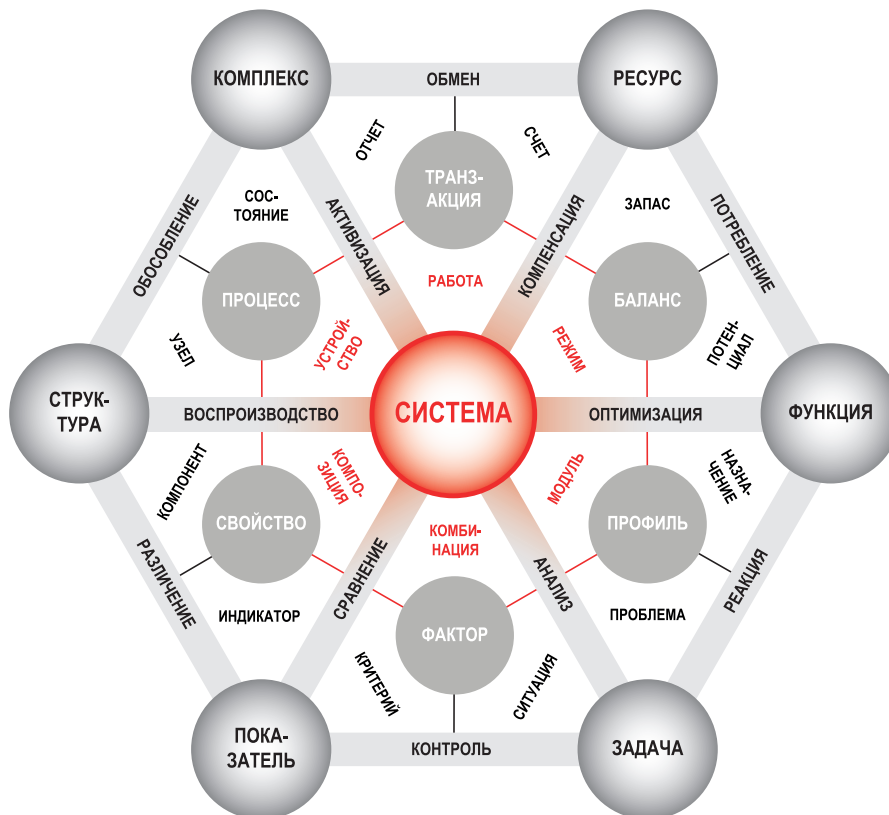 КОМПЛЕКС
ОБМЕН
РЕСУРС
ОТЧЕТ
СЧЕТ
ТРАНЗ-
АКЦИЯ
СОС-
ТОЯНИЕ
АКТИВИЗАЦИЯ
КОМПЕНСАЦИЯ
ЗАПАС
ОБОСОБЛЕНИЕ
ПОТРЕБЛЕНИЕ
ПРОЦЕСС
РАБОТА
БАЛАНС
УЗЕЛ
УСТРОЙ-
СТВО
РЕЖИМ
ПОТЕН-
ЦИАЛ
СТРУК-
ТУРА
ВОСПРОИЗВОДСТВО
СИСТЕМА
ОПТИМИЗАЦИЯ
ФУНКЦИЯ
КОМПОНЕНТ
КОМПО-
ЗИЦИЯ
МОДУЛЬ
НАЗНА-
ЧЕНИЕ
СВОЙСТВО
КОМБИ-
НАЦИЯ
ПРОФИЛЬ
РАЗЛИЧЕНИЕ
СРАВНЕНИЕ
АНАЛИЗ
РЕАКЦИЯ
ИНДИКАТОР
ФАКТОР
ПРОБЛЕМА
КРИТЕРИЙ
СИТУАЦИЯ
ПОКА-
ЗАТЕЛЬ
КОНТРОЛЬ
ЗАДАЧА